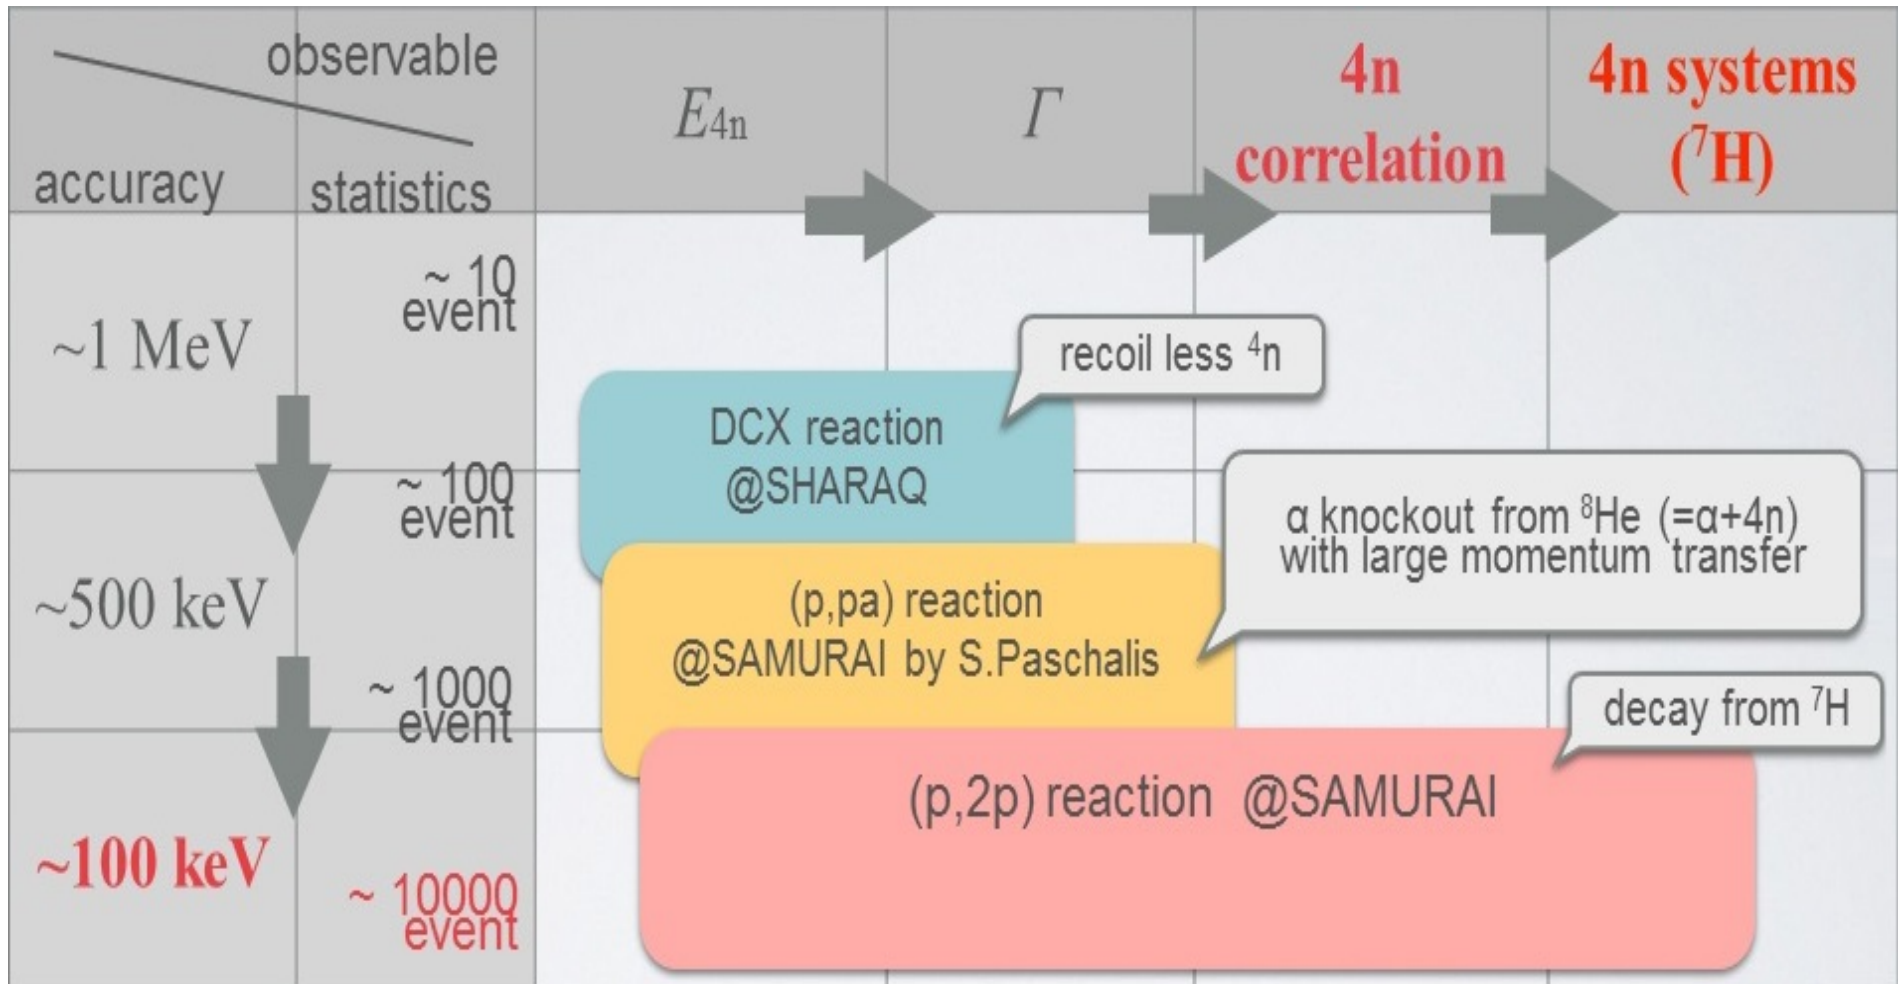 observable
accuracy
statistics
E4n
Γ
4n
correlation
4n systems
(⁷H)
~1 MeV
~ 10
event
recoil less ⁴n
DCX reaction
@SHARAQ
~ 100
event
α knockout from ⁸He (=α+4n)
with large momentum transfer
~500 keV
(p,pa) reaction
@SAMURAI by S.Paschalis
~ 1000
event
decay from ⁷H
(p,2p) reaction @SAMURAI
~100 keV
~ 10000
event